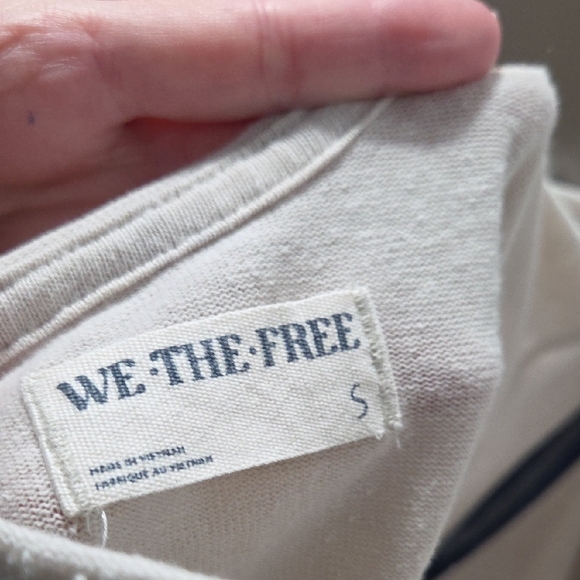 WE·THE·FREE
S
MADE IN VIETNAM
FABRIQUÉ AU VIETNAM